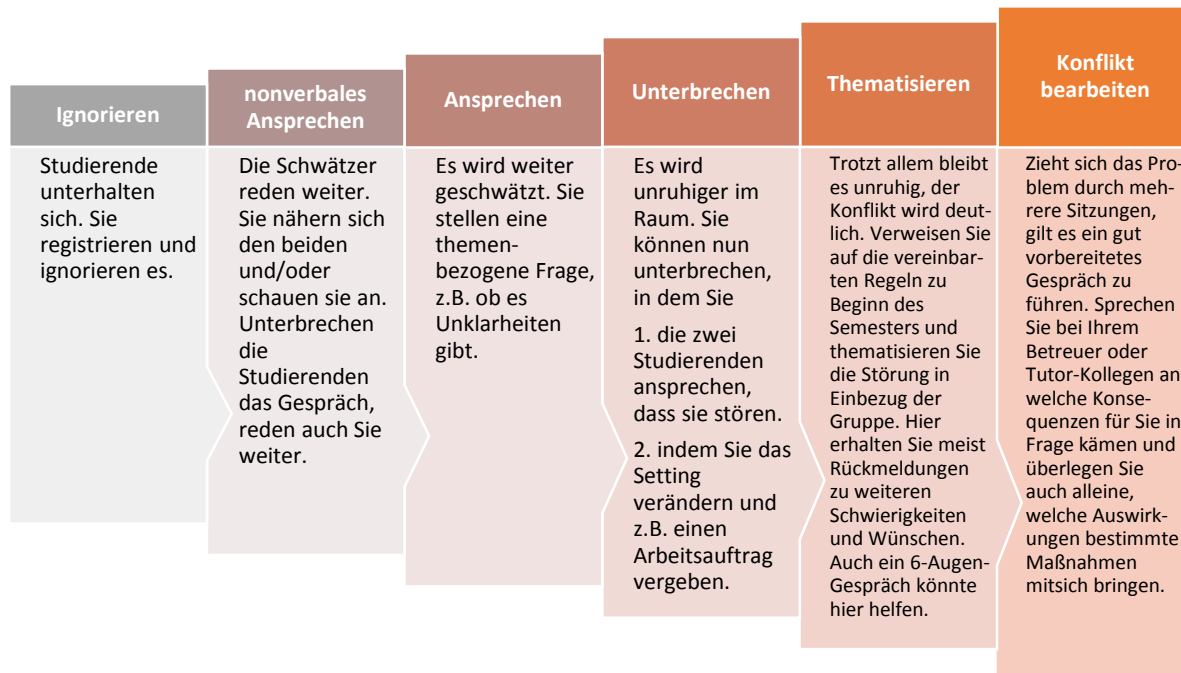 Ignorieren
Studierende
unterhalten
sich. Sie
registrieren und
ignorieren es.
nonverbales
Ansprechen
Die Schwätzer
reden weiter.
Sie nähern sich
den beiden
und/oder
schauen sie an.
Unterbrechen
die
Studierenden
das Gespräch,
reden auch Sie
weiter.
Ansprechen
Es wird weiter
geschwätzt. Sie
stellen eine
themen-
bezogene Frage,
z.B. ob es
Unklarheiten
gibt.
Unterbrechen
Es wird
unruhiger im
Raum. Sie
können nun
unterbrechen,
in dem Sie
1. die zwei
Studierenden
ansprechen,
dass sie stören.
2. indem Sie das
Setting
verändern und
z.B. einen
Arbeitsauftrag
vergeben.
Thematisieren
Trotzt allem bleibt
es unruhig, der
Konflikt wird deut-
lich. Verweisen Sie
auf die vereinbar-
ten Regeln zu
Beginn des
Semesters und
thematisieren Sie
die Störung in
Einbezug der
Gruppe. Hier
erhalten Sie meist
Rückmeldungen
zu weiteren
Schwierigkeiten
und Wünschen.
Auch ein 6-Augen-
Gespräch könnte
hier helfen.
Konflikt
bearbeiten
Zieht sich das Pro-
blem durch meh-
rere Sitzungen,
gilt es ein gut
vorbereitetes
Gespräch zu
führen. Sprechen
Sie bei Ihrem
Betreuer oder
Tutor-Kollegen an
welche Konse-
quenzen für Sie in
Frage kämen und
überlegen Sie
auch alleine,
welche Auswirk-
ungen bestimmte
Maßnahmen
mitsich bringen.